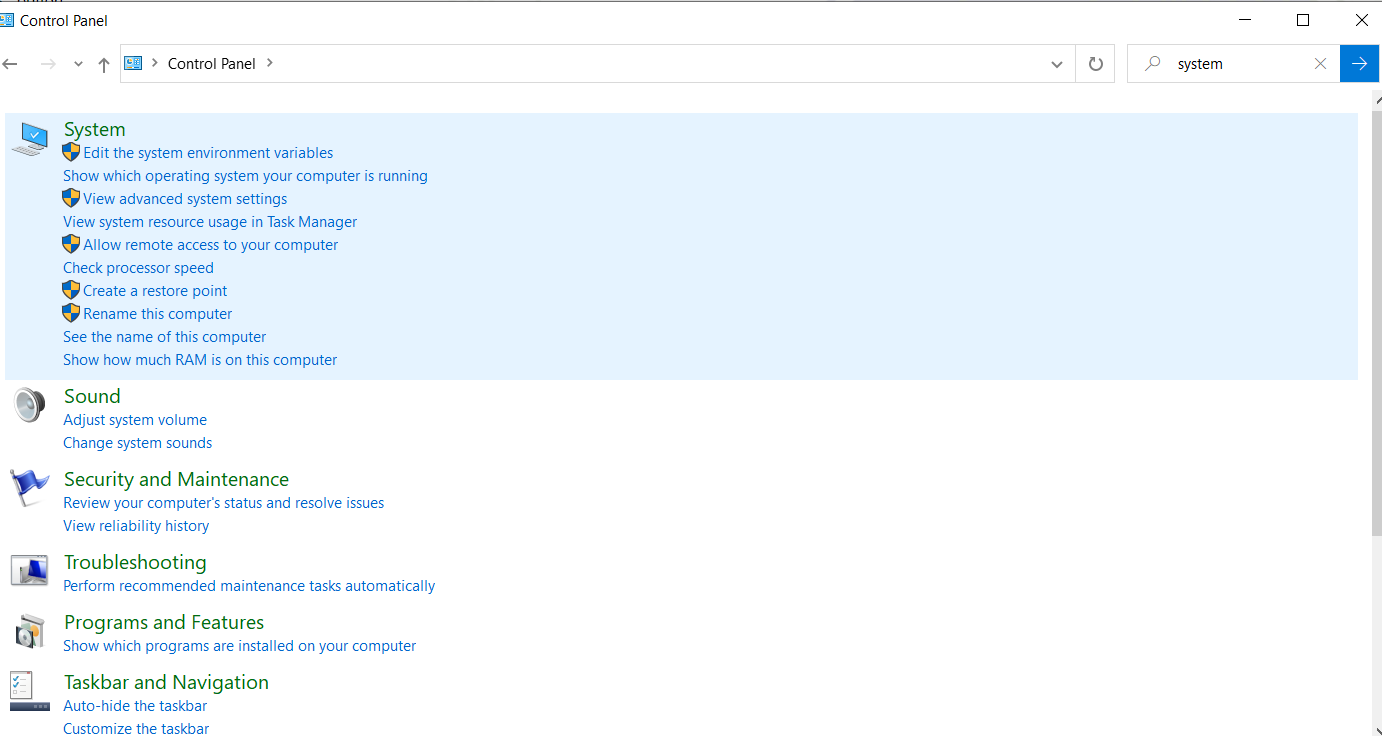 Control Panel
Control Panel
system
System
Edit the system environment variables
Show which operating system your computer is running
View advanced system settings
View system resource usage in Task Manager
Allow remote access to your computer
Check processor speed
Create a restore point
Rename this computer
See the name of this computer
Show how much RAM is on this computer
Sound
Adjust system volume
Change system sounds
Security and Maintenance
Review your computer's status and resolve issues
View reliability history
Troubleshooting
Perform recommended maintenance tasks automatically
Programs and Features
Show which programs are installed on your computer
Taskbar and Navigation
Auto-hide the taskbar
Customize the taskbar